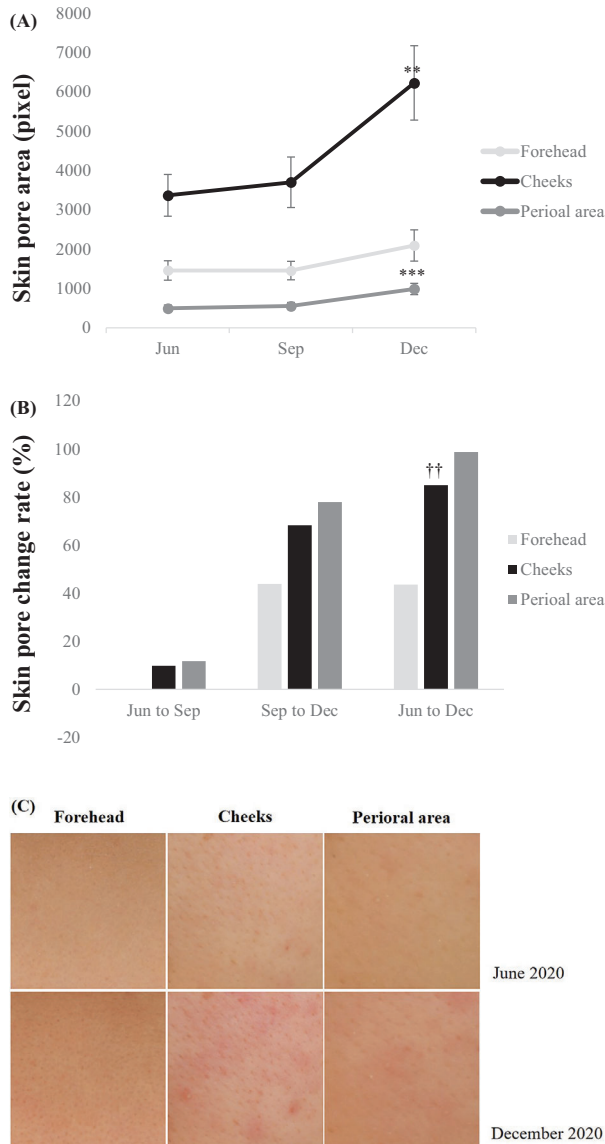 (A)
Skin pore area (pixel)
8000
7000
6000
5000
4000
3000
2000
1000
0
**
***
Jun Sep Dec
Forehead
Cheeks
Perioal area
(B)
Skin pore change rate (%)
120
100
80
60
40
20
0
-20
††
Jun to Sep Sep to Dec Jun to Dec
Forehead
Cheeks
Perioal area
(C)
Forehead Cheeks Perioral area
June 2020
December 2020